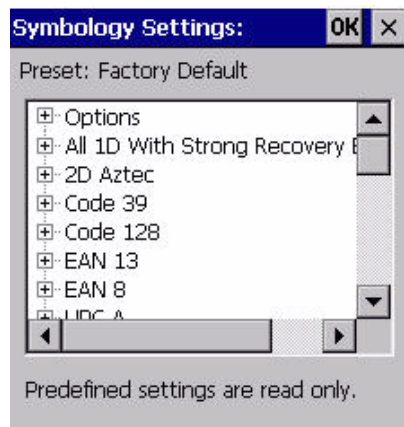 Symbology Settings: OK ×
Preset: Factory Default
Options
All 1D With Strong Recovery
2D Aztec
Code 39
Code 128
EAN 13
EAN 8
UPC A
Predefined settings are read only.